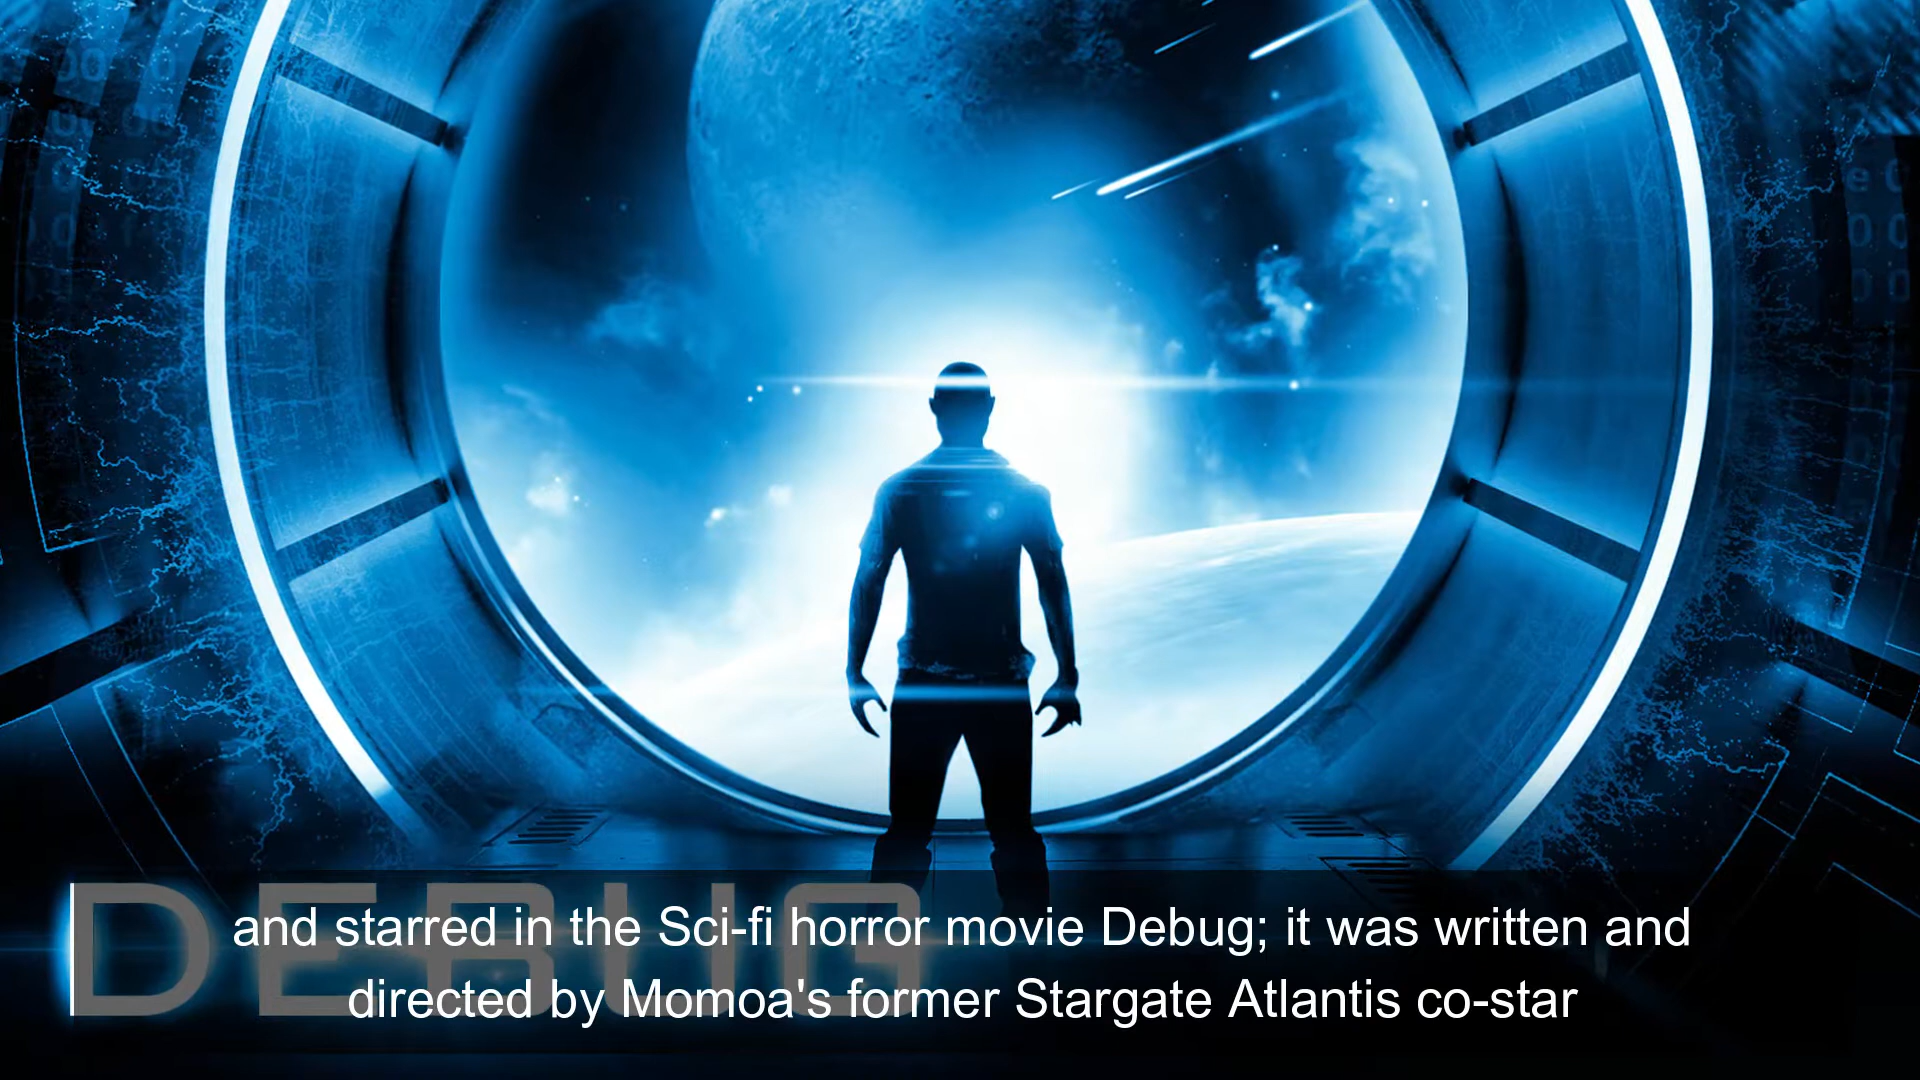 DEBUG
and starred in the Sci-fi horror movie Debug; it was written and
directed by Momoa's former Stargate Atlantis co-star